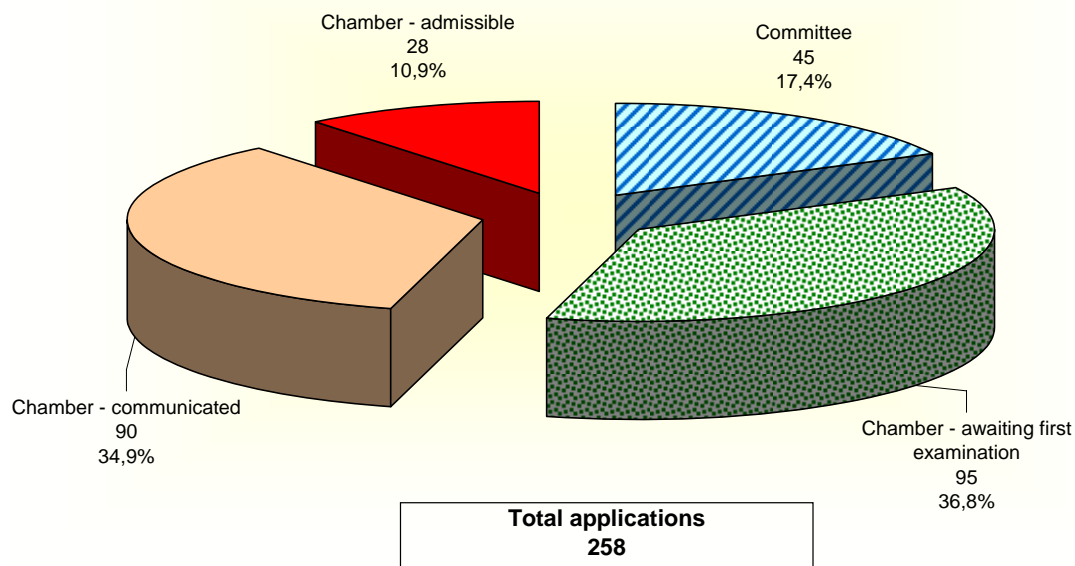 Chamber - admissible
28
10,9%
Committee
45
17,4%
Chamber - communicated
90
34,9%
Chamber - awaiting first
examination
95
36,8%
Total applications
258